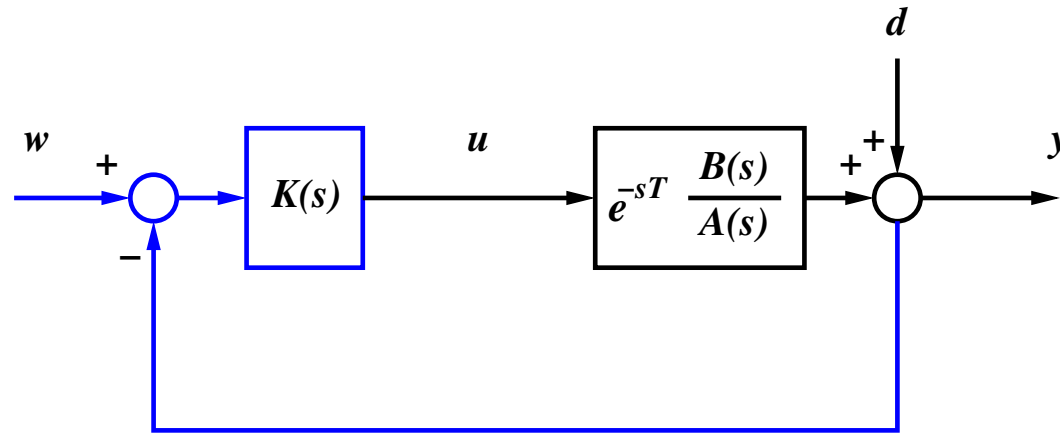 d
w
u
y
+
+
+
+
K(s)
e^{-sT} B(s)/A(s)
−